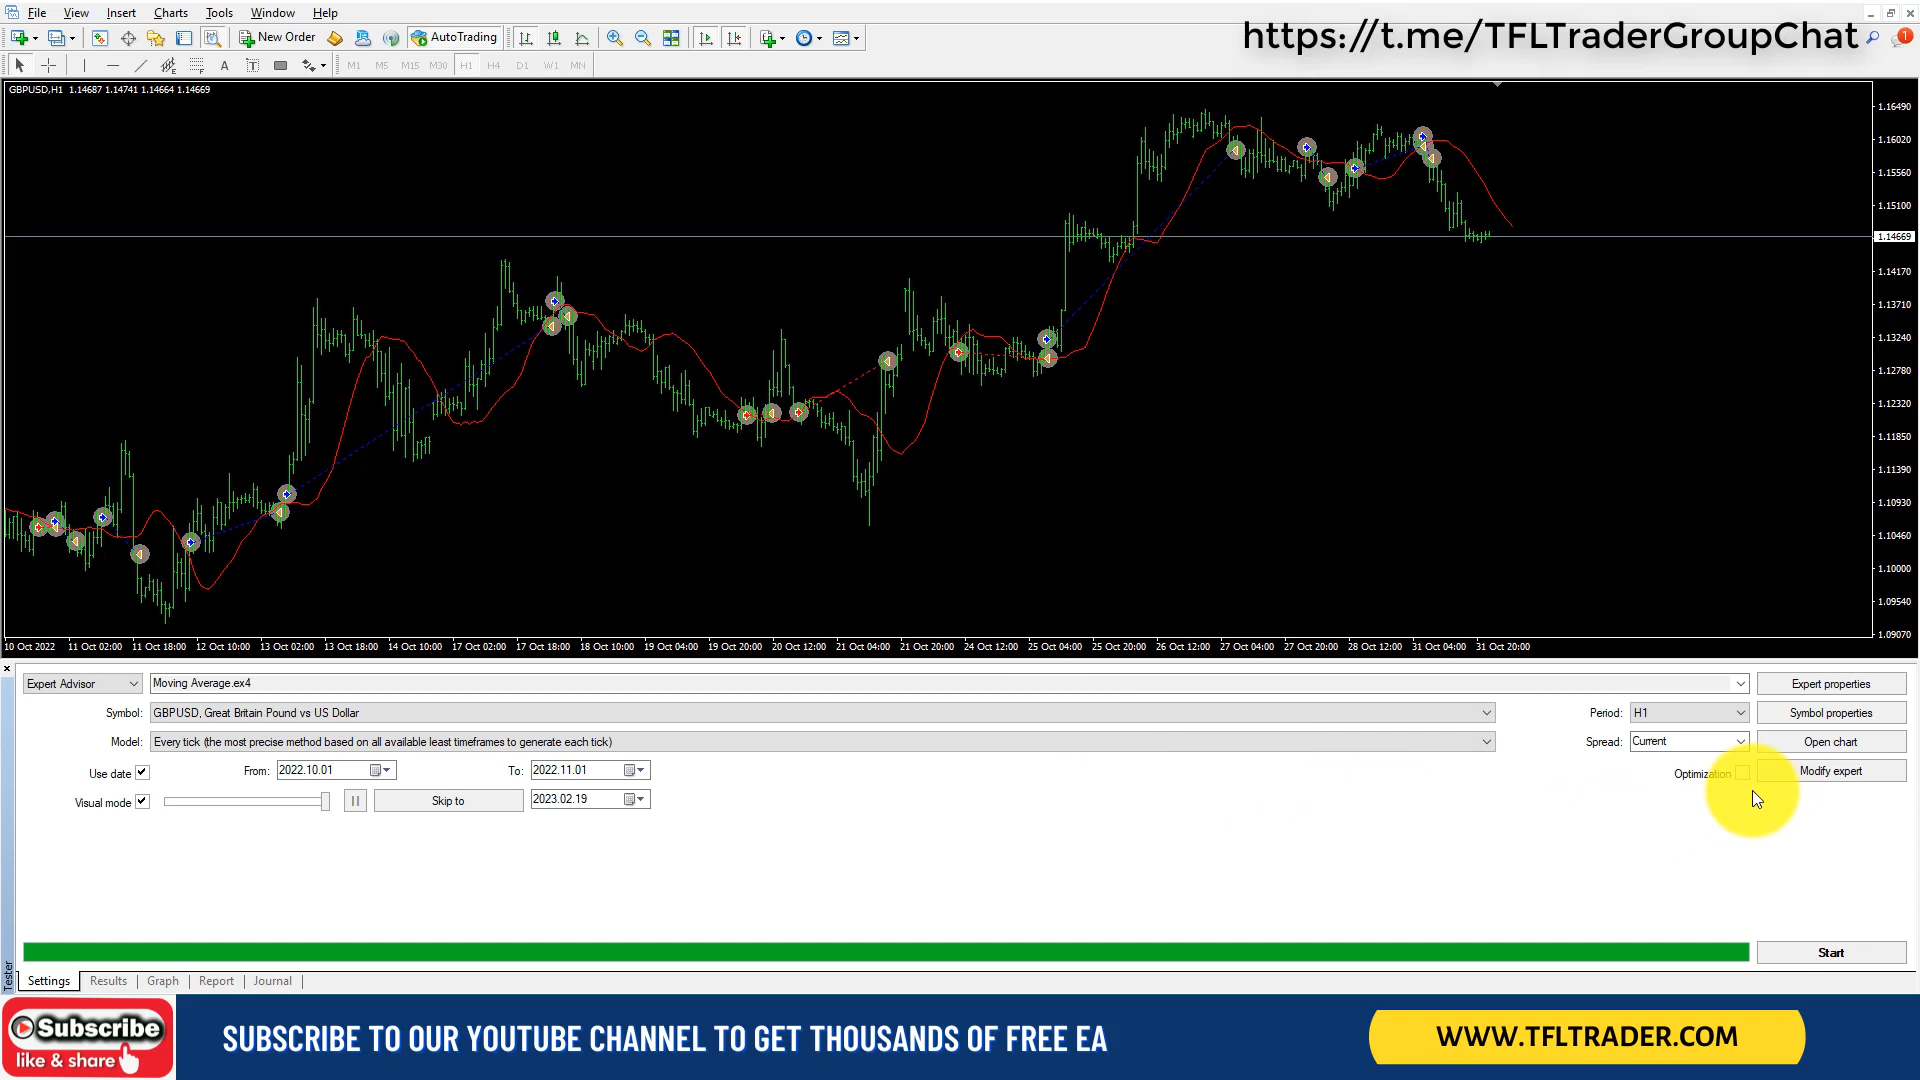 File View Insert Charts Tools Window Help
New Order AutoTrading
https://t.me/TFLTraderGroupChat
1
A T M1 M5 M15 M30 H1 H4 D1 W1 MN
GBPUSD,H1 1.14687 1.14741 1.14664 1.14669
1.16490
1.16020
1.15560
1.15100
1.14669
1.14170
1.13710
1.13240
1.12780
1.12320
1.11850
1.11390
1.10930
1.10460
1.10000
1.09540
1.09070
10 Oct 2022 11 Oct 02:00 11 Oct 18:00 12 Oct 10:00 13 Oct 02:00 13 Oct 18:00 14 Oct 10:00 17 Oct 02:00 17 Oct 18:00 18 Oct 10:00 19 Oct 04:00 19 Oct 20:00 20 Oct 12:00 21 Oct 04:00 21 Oct 20:00 24 Oct 12:00 25 Oct 04:00 25 Oct 20:00 26 Oct 12:00 27 Oct 04:00 27 Oct 20:00 28 Oct 12:00 31 Oct 04:00 31 Oct 20:00
Expert Advisor Moving Average.ex4 Expert properties
Symbol: GBPUSD, Great Britain Pound vs US Dollar Period: H1 Symbol properties
Model: Every tick (the most precise method based on all available least timeframes to generate each tick) Spread: Current Open chart
Use date From: 2022.10.01 To: 2022.11.01 Optimization Modify expert
Visual mode Skip to 2023.02.19
Start
Tester
Settings Results Graph Report Journal
Subscribe
like & share
SUBSCRIBE TO OUR YOUTUBE CHANNEL TO GET THOUSANDS OF FREE EA
WWW.TFLTRADER.COM